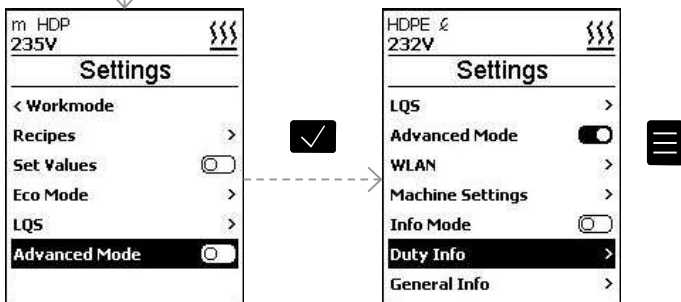 m HDP
235V
Settings
< Workmode
Recipes >
Set Values
Eco Mode >
LQS >
Advanced Mode
HDPE
232V
Settings
LQS >
Advanced Mode
WLAN >
Machine Settings >
Info Mode
Duty Info >
General Info >